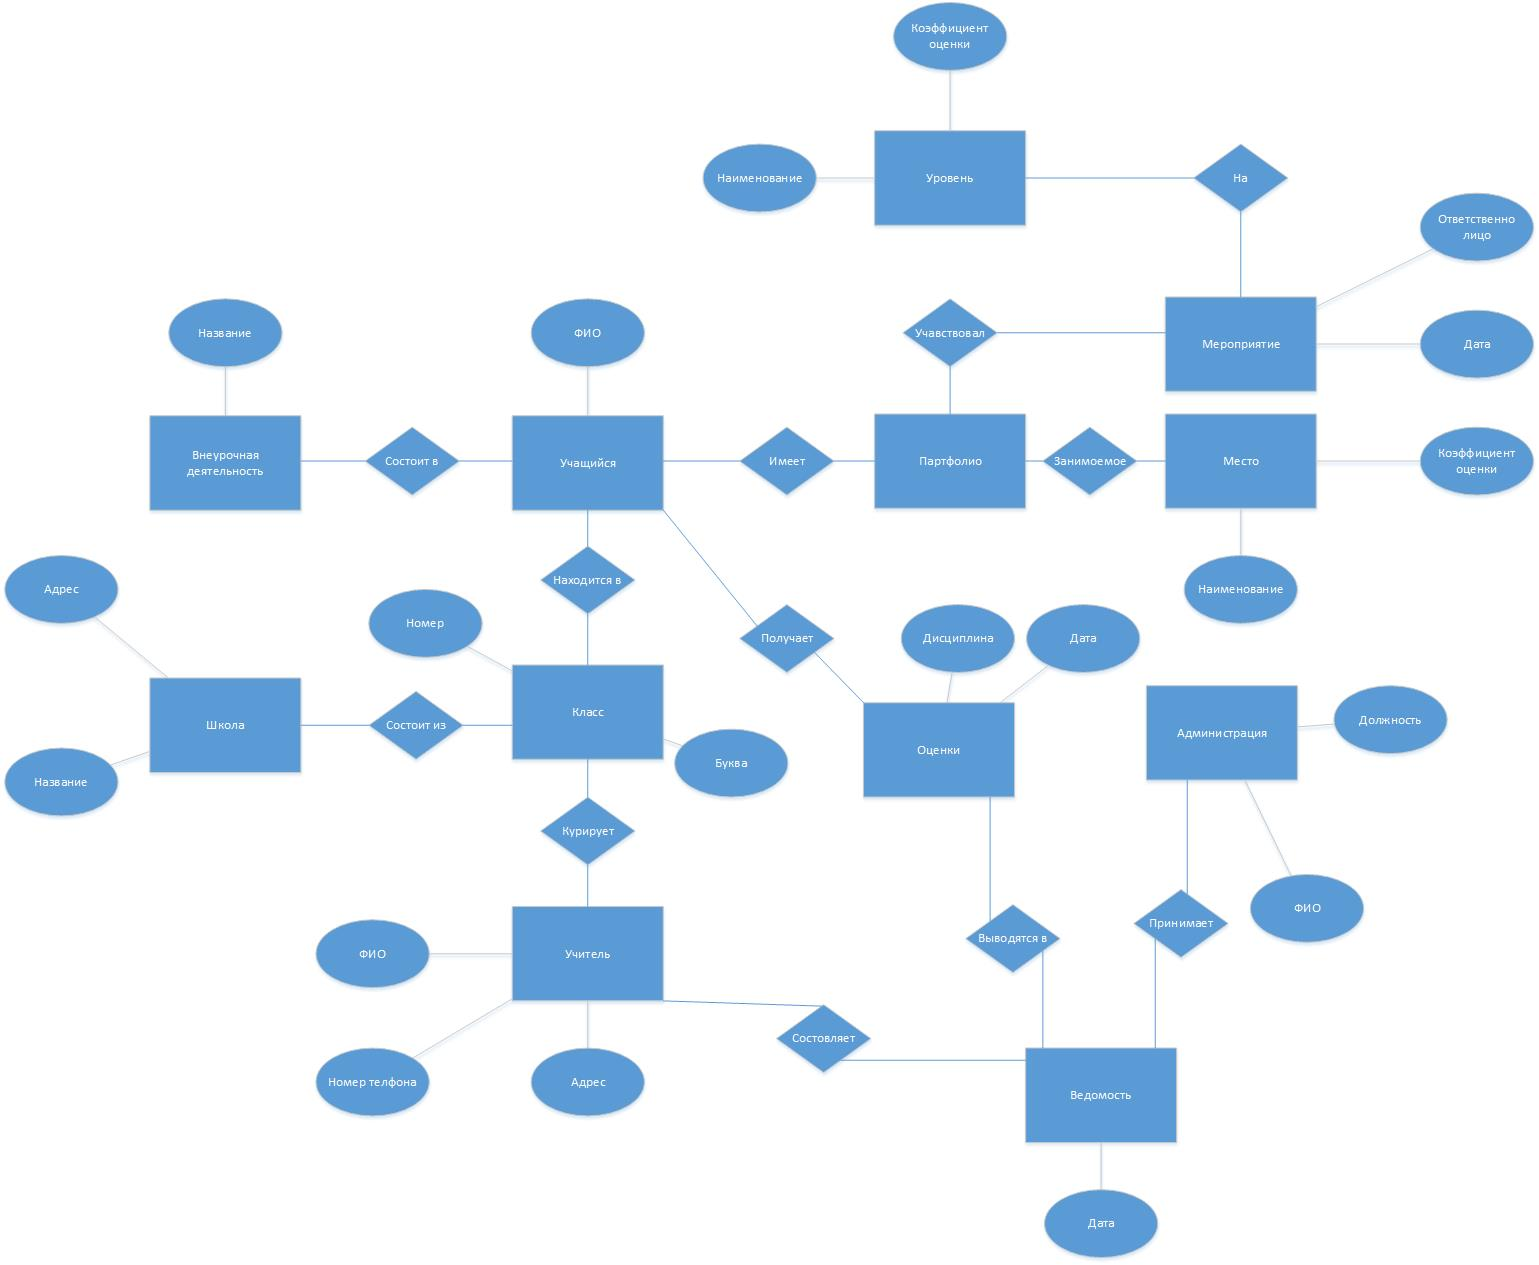 Коэффициент
оценки
Наименование
Уровень
На
Ответственно
лицо
Название
ФИО
Учавствовал
Мероприятие
Дата
Внеурочная
деятельность
Состоит в
Учащийся
Имеет
Партфолио
Занимоемое
Место
Коэффициент
оценки
Находится в
Адрес
Наименование
Номер
Получает
Дисциплина
Дата
Школа
Состоит из
Класс
Должность
Администрация
Оценки
Буква
Название
Курирует
ФИО
Принимает
Выводятся в
ФИО
Учитель
Состовляет
Номер телфона
Адрес
Ведомость
Дата